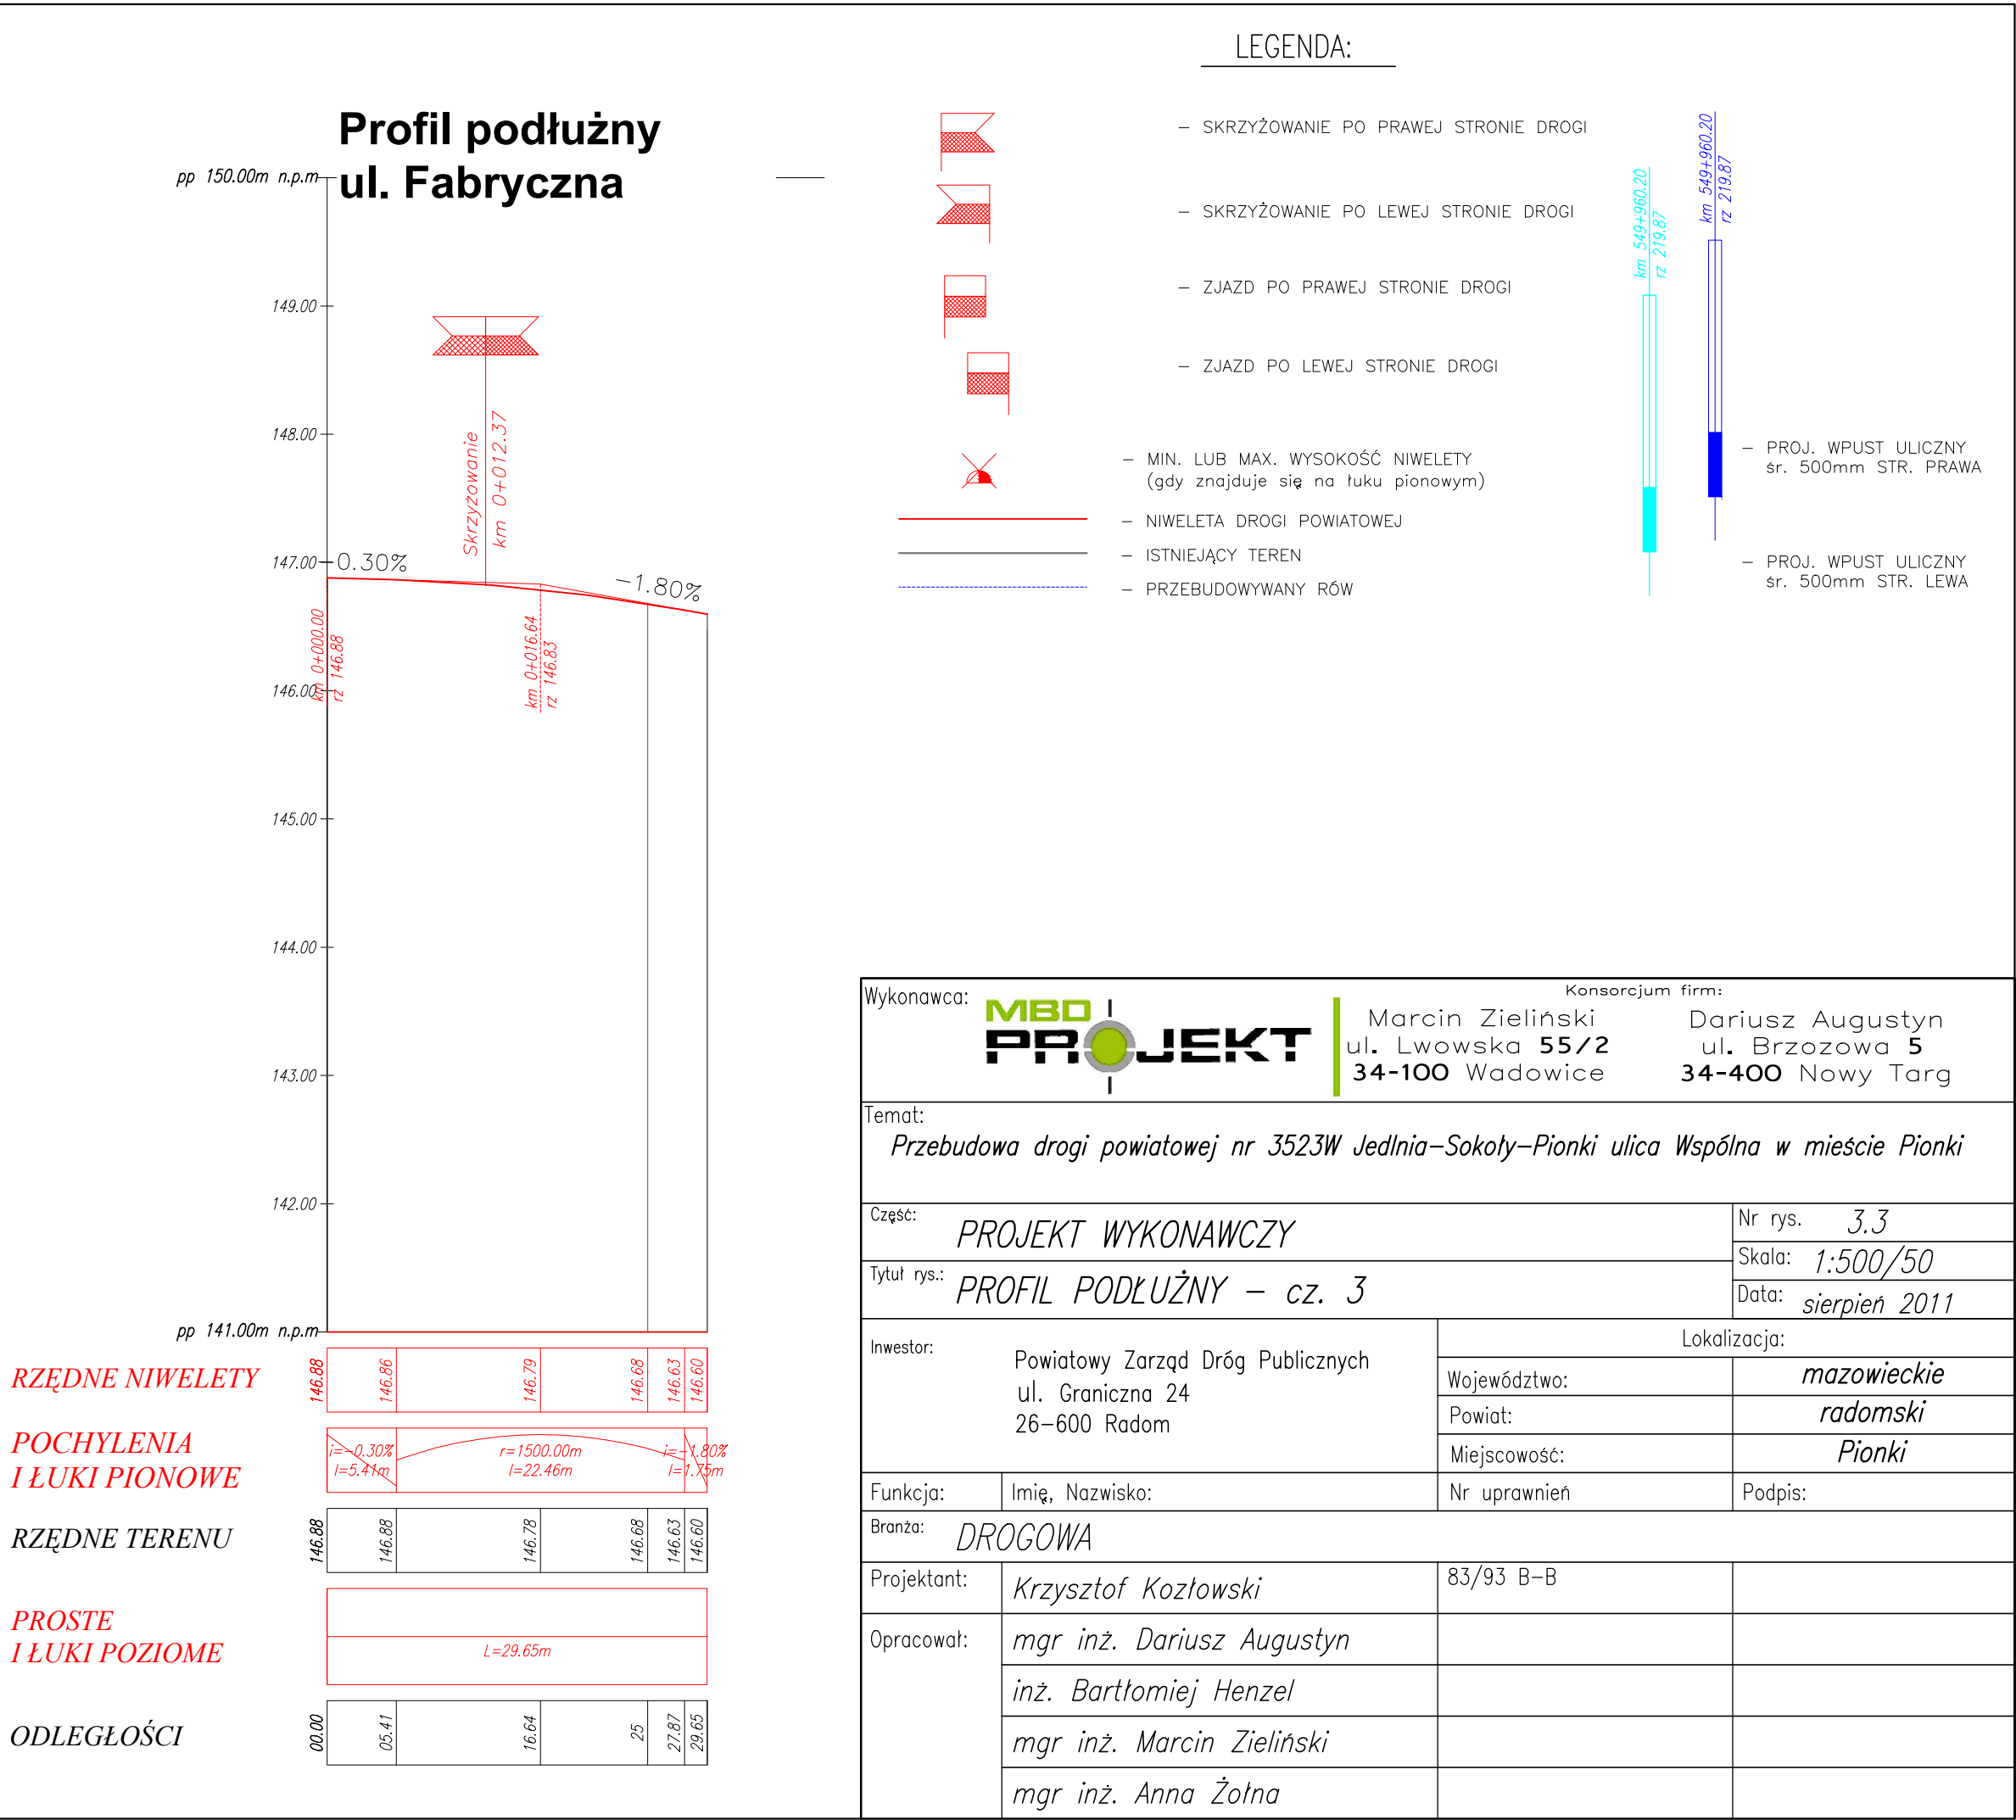 Profil podłużny
ul. Fabryczna
pp 150.00m n.p.m
149.00
148.00
147.00
146.00
145.00
144.00
143.00
142.00
pp 141.00m n.p.m
Skrzyżowanie
km 0+012.37
-0.30%
-1.80%
km 0+000.00
rz 146.88
km 0+016.64
rz 146.83
RZĘDNE NIWELETY
146.88 146.86 146.79 146.68 146.63 146.60
POCHYLENIA
I ŁUKI PIONOWE
i=-0.30% r=1500.00m i=-1.80%
l=5.41m l=22.46m l=1.75m
RZĘDNE TERENU
146.88 146.88 146.78 146.68 146.63 146.60
PROSTE
I ŁUKI POZIOME
L=29.65m
ODLEGŁOŚCI
00.00 05.41 16.64 25 27.87 29.65
LEGENDA:
- SKRZYŻOWANIE PO PRAWEJ STRONIE DROGI
- SKRZYŻOWANIE PO LEWEJ STRONIE DROGI
- ZJAZD PO PRAWEJ STRONIE DROGI
- ZJAZD PO LEWEJ STRONIE DROGI
- MIN. LUB MAX. WYSOKOŚĆ NIWELETY
(gdy znajduje się na łuku pionowym)
- NIWELETA DROGI POWIATOWEJ
- ISTNIEJĄCY TEREN
- PRZEBUDOWYWANY RÓW
km 549+960.20
rz 219.87
km 549+960.20
rz 219.87
- PROJ. WPUST ULICZNY
śr. 500mm STR. PRAWA
- PROJ. WPUST ULICZNY
śr. 500mm STR. LEWA
Wykonawca:
MBD
PROJEKT
Konsorcjum firm:
Marcin Zieliński
ul. Lwowska 55/2
34-100 Wadowice
Dariusz Augustyn
ul. Brzozowa 5
34-400 Nowy Targ
Temat:
Przebudowa drogi powiatowej nr 3523W Jedlnia-Sokoły-Pionki ulica Wspólna w mieście Pionki
Część: PROJEKT WYKONAWCZY
Nr rys. 3.3
Skala: 1:500/50
Tytuł rys.: PROFIL PODŁUŻNY - cz. 3
Data: sierpień 2011
Inwestor:
Powiatowy Zarząd Dróg Publicznych
ul. Graniczna 24
26-600 Radom
Lokalizacja:
Województwo: mazowieckie
Powiat: radomski
Miejscowość: Pionki
Funkcja: Imię, Nazwisko: Nr uprawnień Podpis:
Branża: DROGOWA
Projektant: Krzysztof Kozłowski 83/93 B-B
Opracował: mgr inż. Dariusz Augustyn
inż. Bartłomiej Henzel
mgr inż. Marcin Zieliński
mgr inż. Anna Żołna